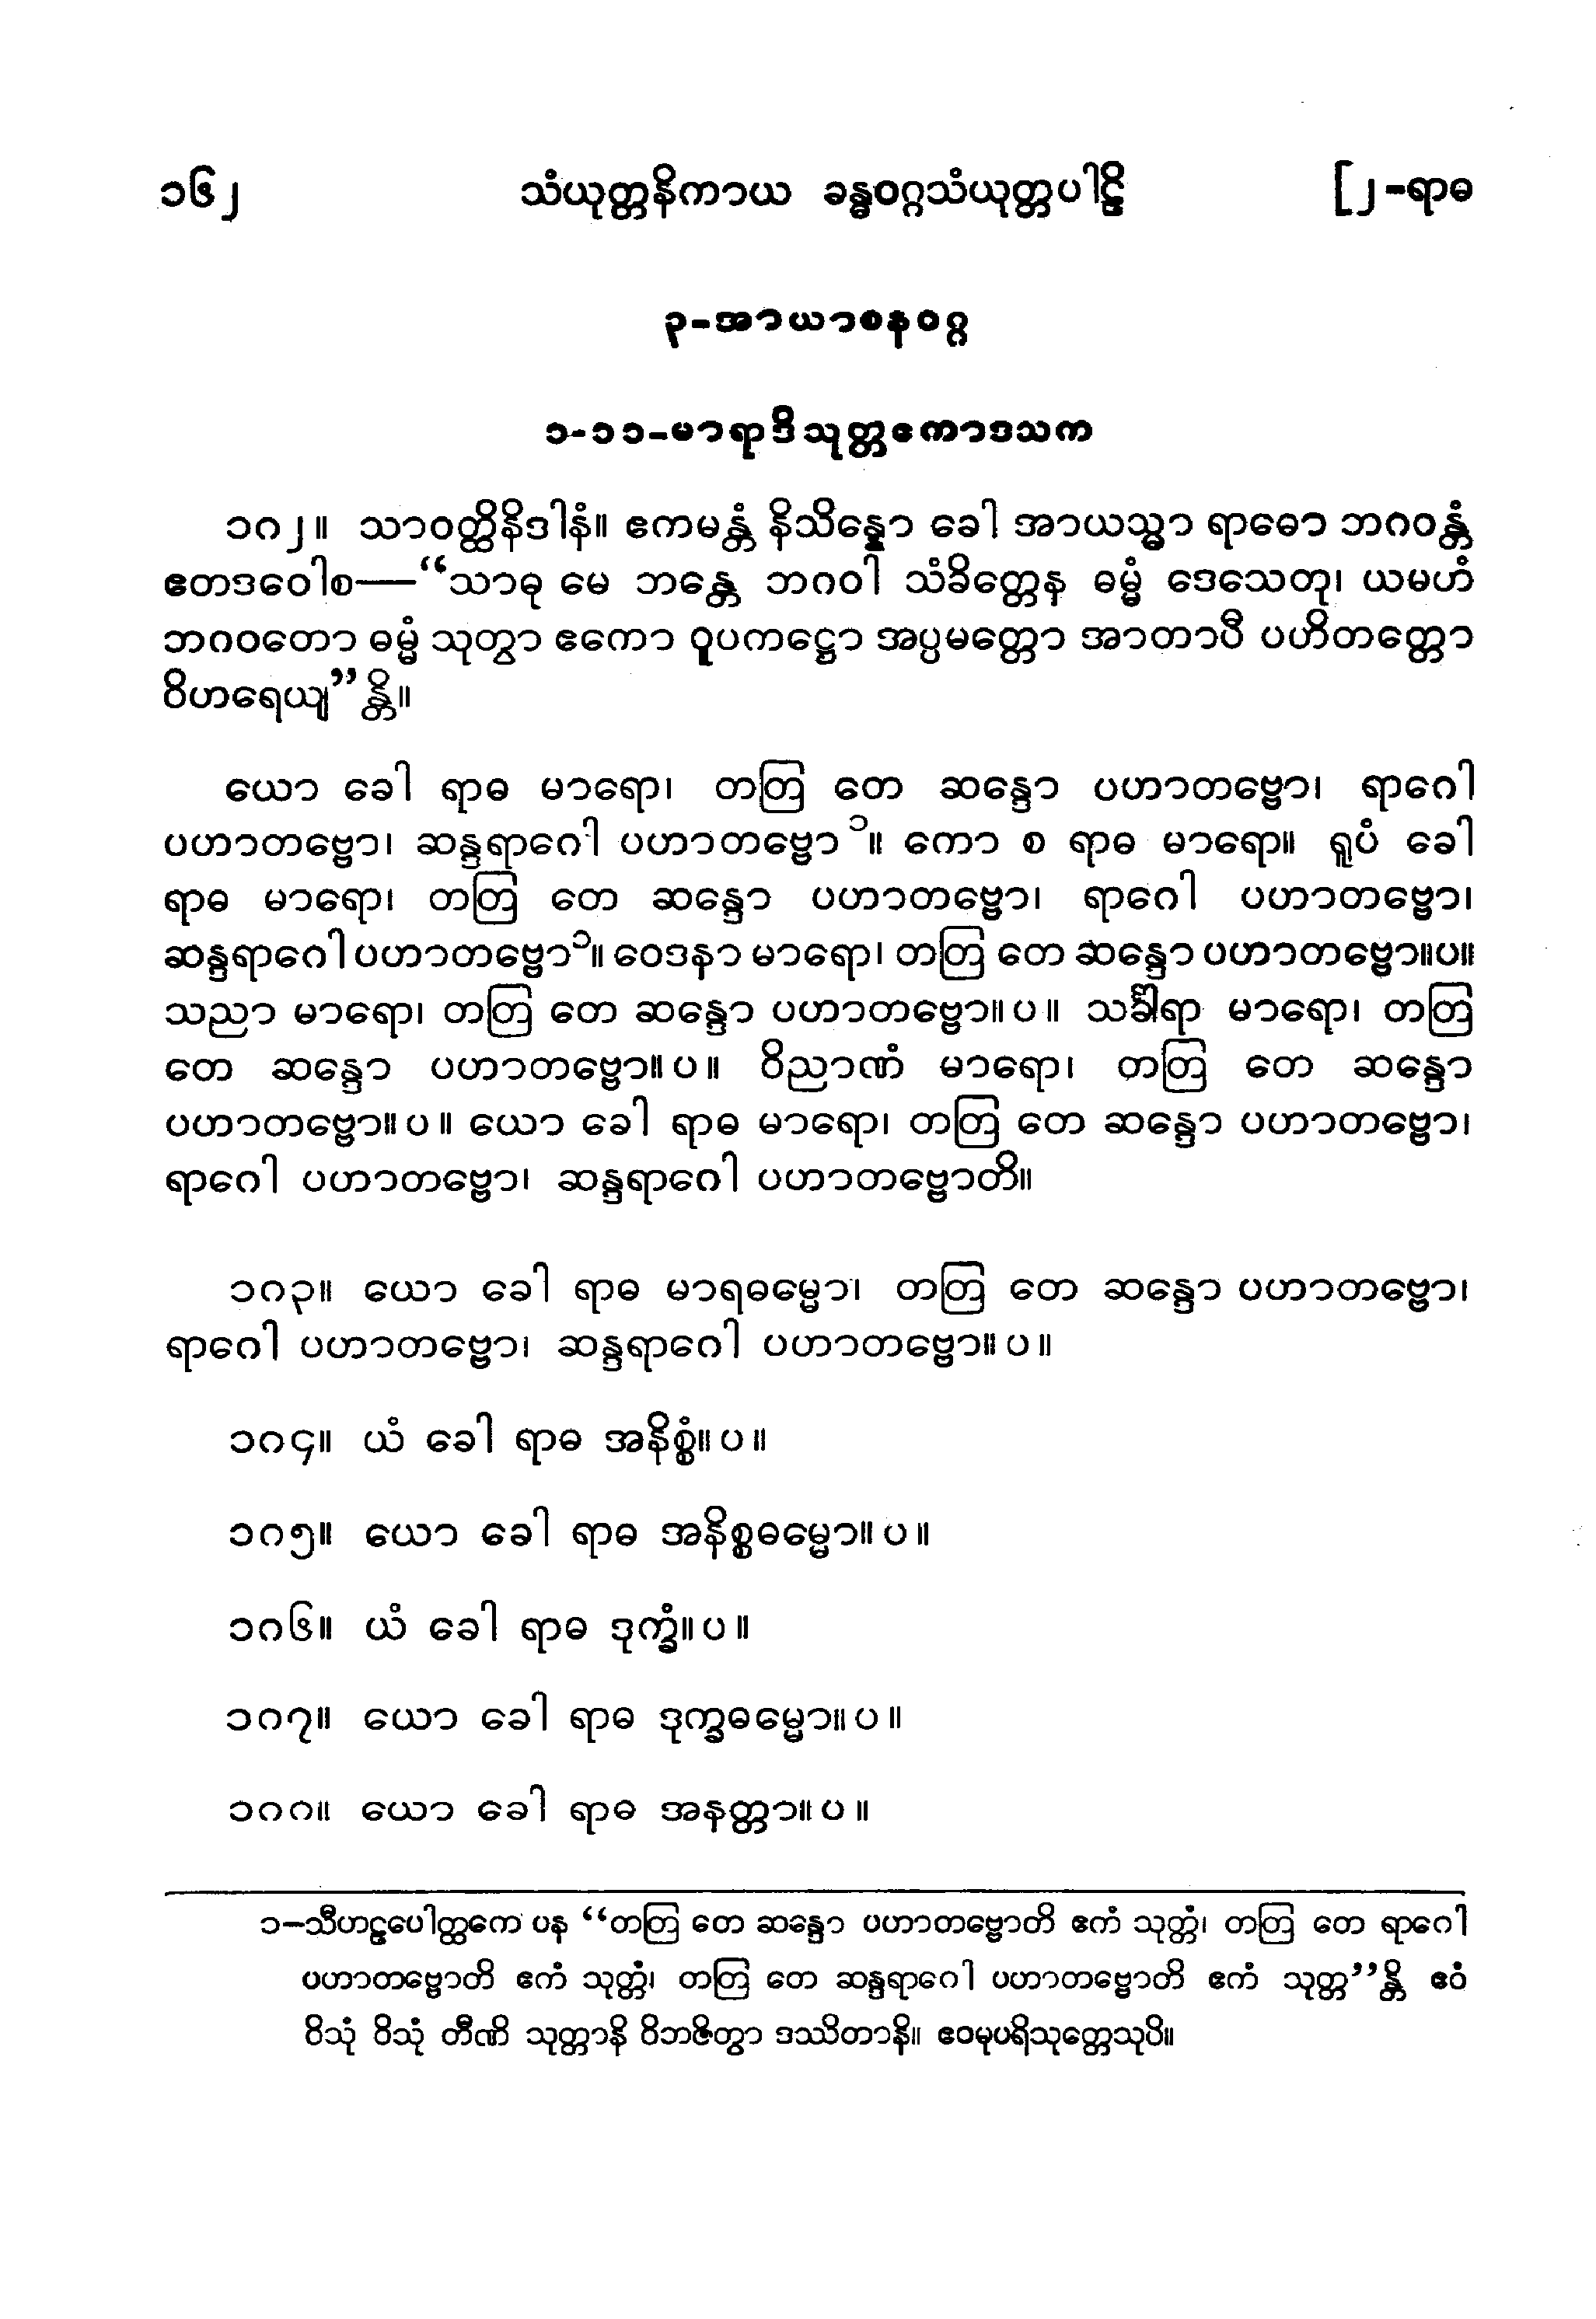 ၁၆၂ သံယုတ္တနိကာယ ခန္ဓဝဂ္ဂသံယုတ္တပါဠိ [၂-ရာဓ
၃-အာယာစနဝဂ္ဂ
၁-၁၁-မာရာဒိသုတ္တဧကာဒသက
၁၈၂။ သာဝတ္ထိနိဒါနံ။ ဧကမန္တံ နိသိန္နော ခေါ အာယသ္မာ ရာဓော ဘဂဝန္တံ
ဧတဒဝေါစ—“သာဓု မေ ဘန္တေ ဘဂဝါ သံခိတ္တေန ဓမ္မံ ဒေသေတု၊ ယမဟံ
ဘဂဝတော ဓမ္မံ သုတွာ ဧကော ဝူပကဋ္ဌော အပ္ပမတ္တော အာတာပီ ပဟိတတ္တော
ဝိဟရေယျ”န္တိ။
ယော ခေါ ရာဓ မာရော၊ တတြ တေ ဆန္ဒော ပဟာတဗ္ဗော၊ ရာဂေါ
ပဟာတဗ္ဗော၊ ဆန္ဒရာဂေါ ပဟာတဗ္ဗော ၁။ ကော စ ရာဓ မာရော။ ရူပံ ခေါ
ရာဓ မာရော၊ တတြ တေ ဆန္ဒော ပဟာတဗ္ဗော၊ ရာဂေါ ပဟာတဗ္ဗော၊
ဆန္ဒရာဂေါ ပဟာတဗ္ဗော၁။ ဝေဒနာ မာရော၊ တတြ တေ ဆန္ဒော ပဟာတဗ္ဗော။ပ။
သညာ မာရော၊ တတြ တေ ဆန္ဒော ပဟာတဗ္ဗော။ ပ ။ သင်္ခါရာ မာရော၊ တတြ
တေ ဆန္ဒော ပဟာတဗ္ဗော။ ပ ။ ဝိညာဏံ မာရော၊ တတြ တေ ဆန္ဒော
ပဟာတဗ္ဗော။ ပ ။ ယော ခေါ ရာဓ မာရော၊ တတြ တေ ဆန္ဒော ပဟာတဗ္ဗော၊
ရာဂေါ ပဟာတဗ္ဗော၊ ဆန္ဒရာဂေါ ပဟာတဗ္ဗောတိ။
၁၈၃။ ယော ခေါ ရာဓ မာရဓမ္မော၊ တတြ တေ ဆန္ဒော ပဟာတဗ္ဗော၊
ရာဂေါ ပဟာတဗ္ဗော၊ ဆန္ဒရာဂေါ ပဟာတဗ္ဗော။ ပ ။
၁၈၄။ ယံ ခေါ ရာဓ အနိစ္စံ။ ပ ။
၁၈၅။ ယော ခေါ ရာဓ အနိစ္စဓမ္မော။ ပ ။
၁၈၆။ ယံ ခေါ ရာဓ ဒုက္ခံ။ ပ ။
၁၈၇။ ယော ခေါ ရာဓ ဒုက္ခဓမ္မော။ ပ ။
၁၈၈။ ယော ခေါ ရာဓ အနတ္တာ။ ပ ။
၁—သီဟဠပေါတ္ထကေ ပန “တတြ တေ ဆန္ဒော ပဟာတဗ္ဗောတိ ဧကံ သုတ္တံ၊ တတြ တေ ရာဂေါ
ပဟာတဗ္ဗောတိ ဧကံ သုတ္တံ၊ တတြ တေ ဆန္ဒရာဂေါ ပဟာတဗ္ဗောတိ ဧကံ သုတ္တ”န္တိ ဧဝံ
ဝိသုံ ဝိသုံ တီဏိ သုတ္တာနိ ဝိဘဇိတွာ ဒဿိတာနိ။ ဧဝမုပရိသုတ္တေသုပိ။